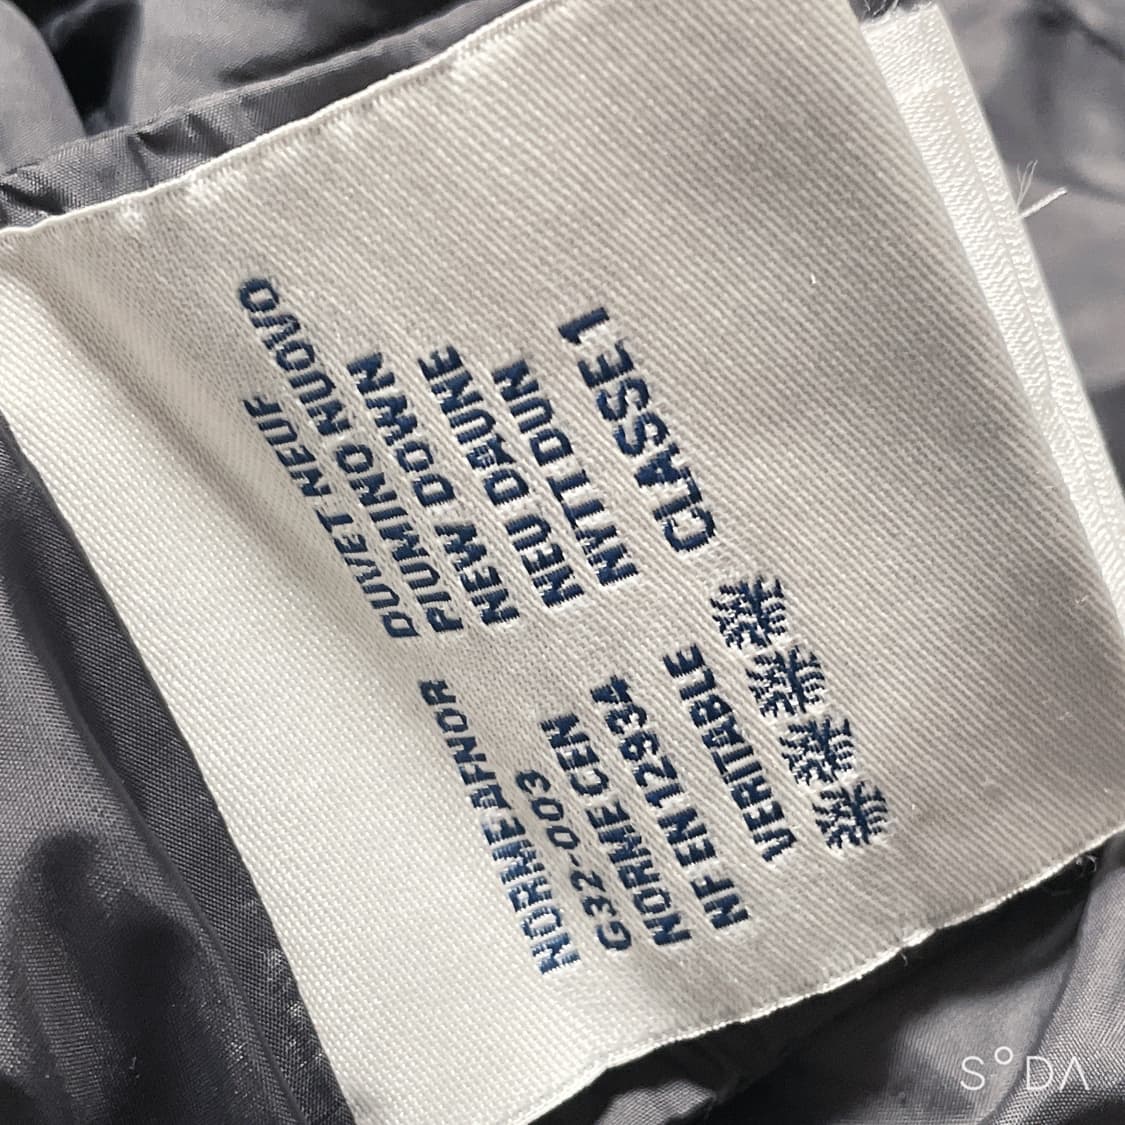 NORME AFNOR
G32-003
NORME CEN
NF EN 12934
VERITABLE
DUVET NEUF
PIUMINO NUOVO
NEW DOWN
NEU DAUNE
NYTT DUN
CLASSE 1
SODA